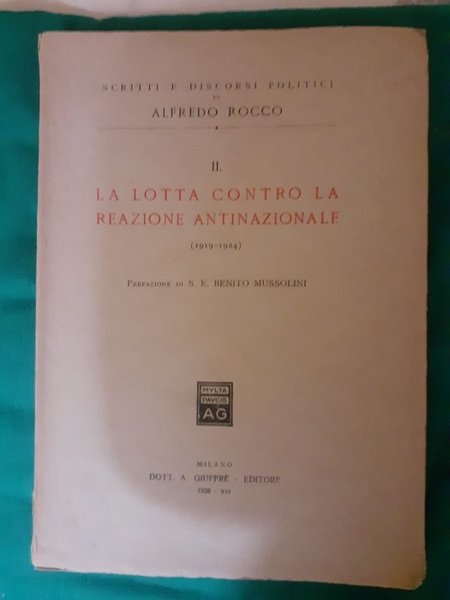 SCRITTI E DISCORSI POLITICI
DI
ALFREDO ROCCO
II.
LA LOTTA CONTRO LA
REAZIONE ANTINAZIONALE
(1919-1924)
PREFAZIONE DI S. E. BENITO MUSSOLINI
MVLTA
PAVCIS
AG
MILANO
DOTT. A. GIUFFRÈ - EDITORE
1938 - XVI